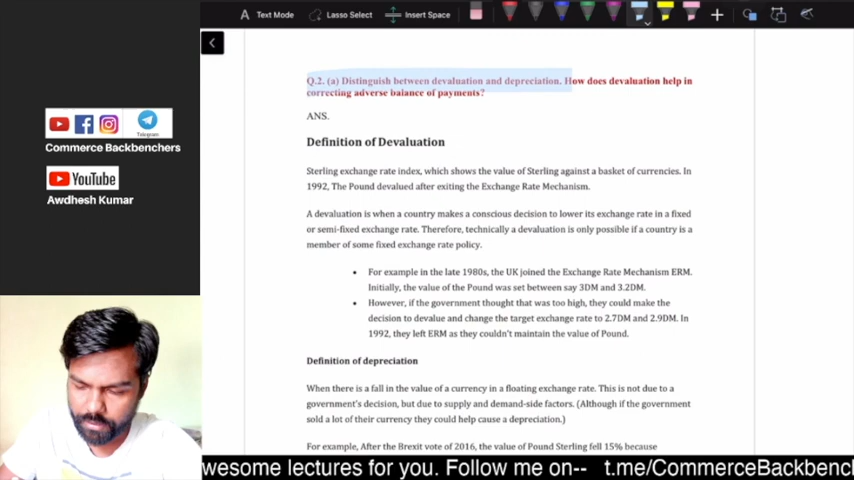 Text Mode
Lasso Select
Insert Space
Q.2. (a) Distinguish between devaluation and depreciation. How does devaluation help in
correcting adverse balance of payments?
ANS.
Definition of Devaluation
Sterling exchange rate index, which shows the value of Sterling against a basket of currencies. In
1992, The Pound devalued after exiting the Exchange Rate Mechanism.
A devaluation is when a country makes a conscious decision to lower its exchange rate in a fixed
or semi-fixed exchange rate. Therefore, technically a devaluation is only possible if a country is a
member of some fixed exchange rate policy.
• For example in the late 1980s, the UK joined the Exchange Rate Mechanism ERM.
Initially, the value of the Pound was set between say 3DM and 3.2DM.
• However, if the government thought that was too high, they could make the
decision to devalue and change the target exchange rate to 2.7DM and 2.9DM. In
1992, they left ERM as they couldn't maintain the value of Pound.
Definition of depreciation
When there is a fall in the value of a currency in a floating exchange rate. This is not due to a
government's decision, but due to supply and demand-side factors. (Although if the government
sold a lot of their currency they could help cause a depreciation.)
For example, After the Brexit vote of 2016, the value of Pound Sterling fell 15% because
Telegram
Commerce Backbenchers
YouTube
Awdhesh Kumar
wesome lectures for you. Follow me on-- t.me/CommerceBackbenc